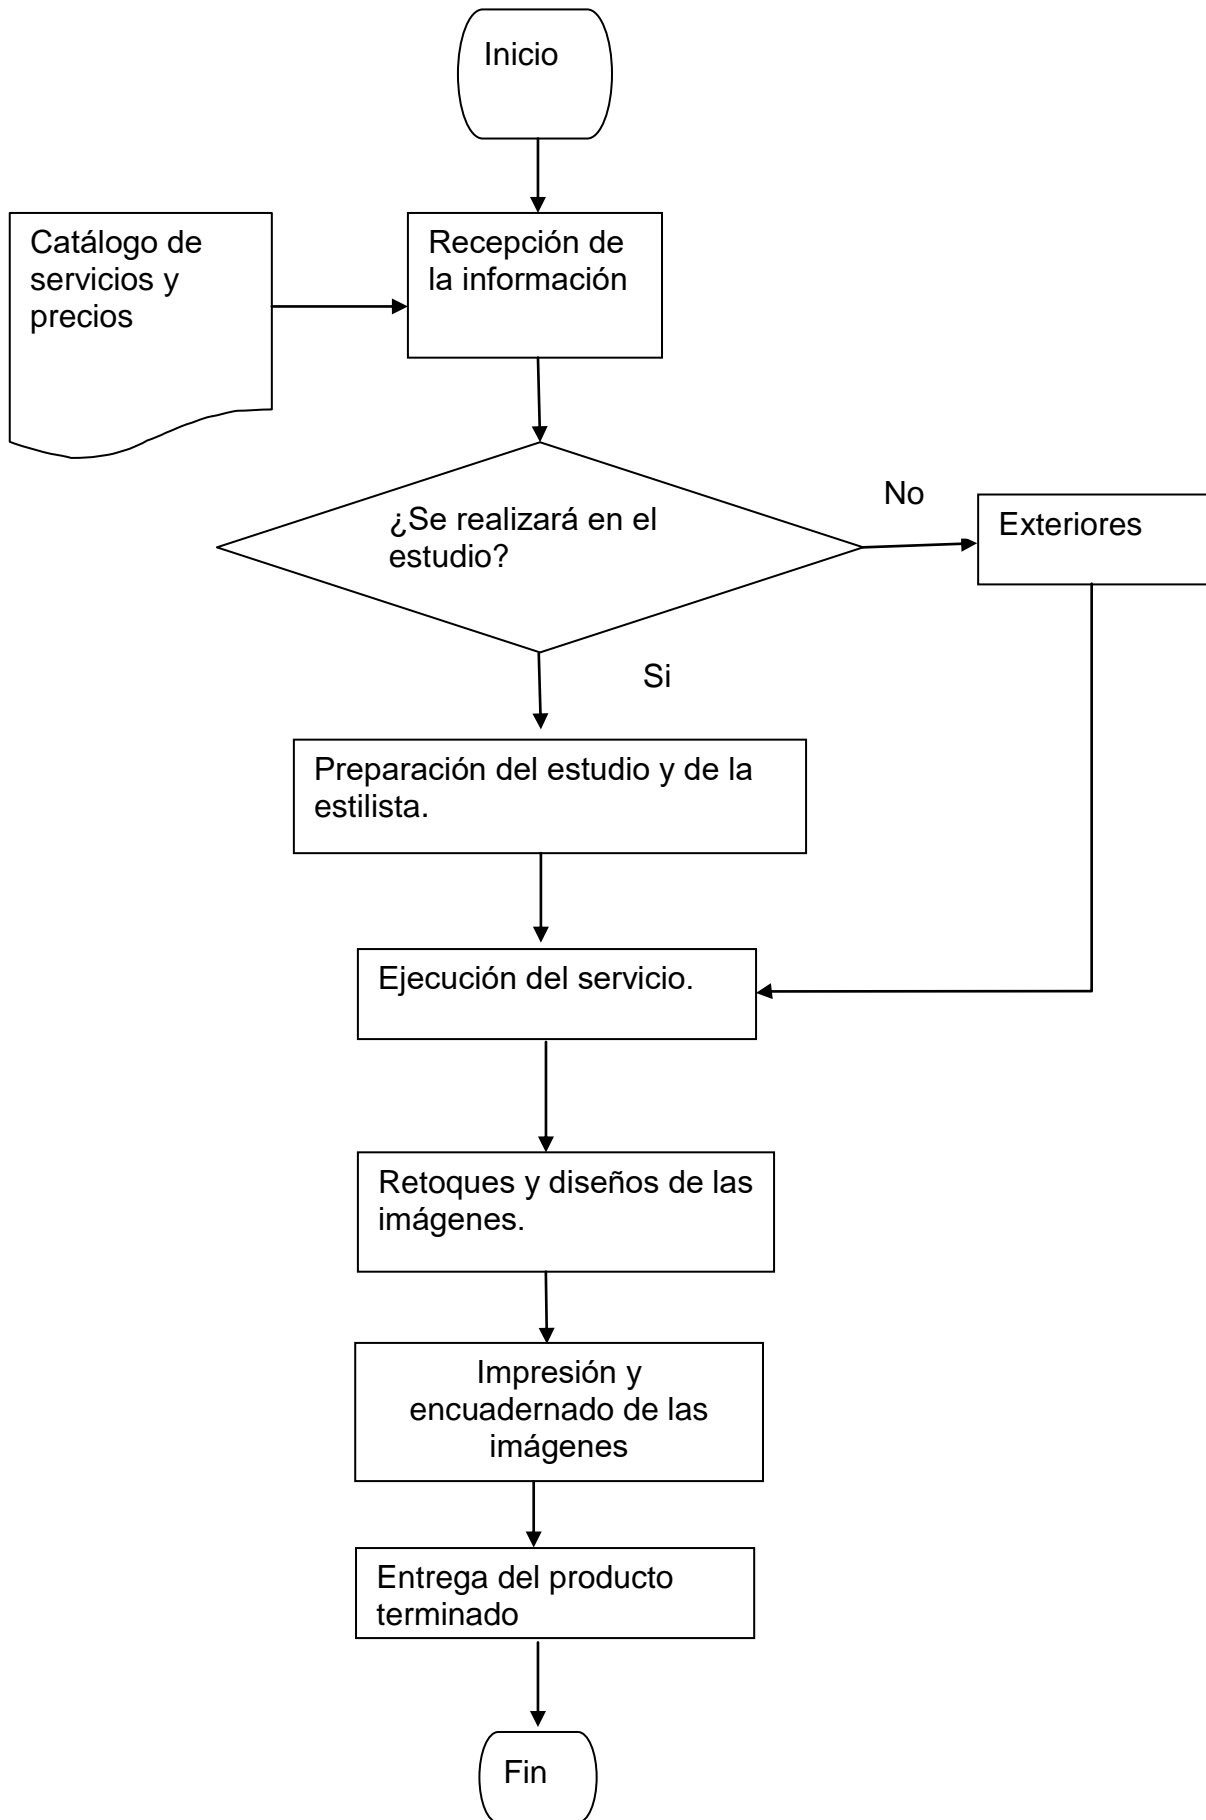 Inicio
Catálogo de
servicios y
precios
Recepción de
la información
¿Se realizará en el
estudio?
No
Exteriores
Si
Preparación del estudio y de la
estilista.
Ejecución del servicio.
Retoques y diseños de las
imágenes.
Impresión y
encuadernado de las
imágenes
Entrega del producto
terminado
Fin